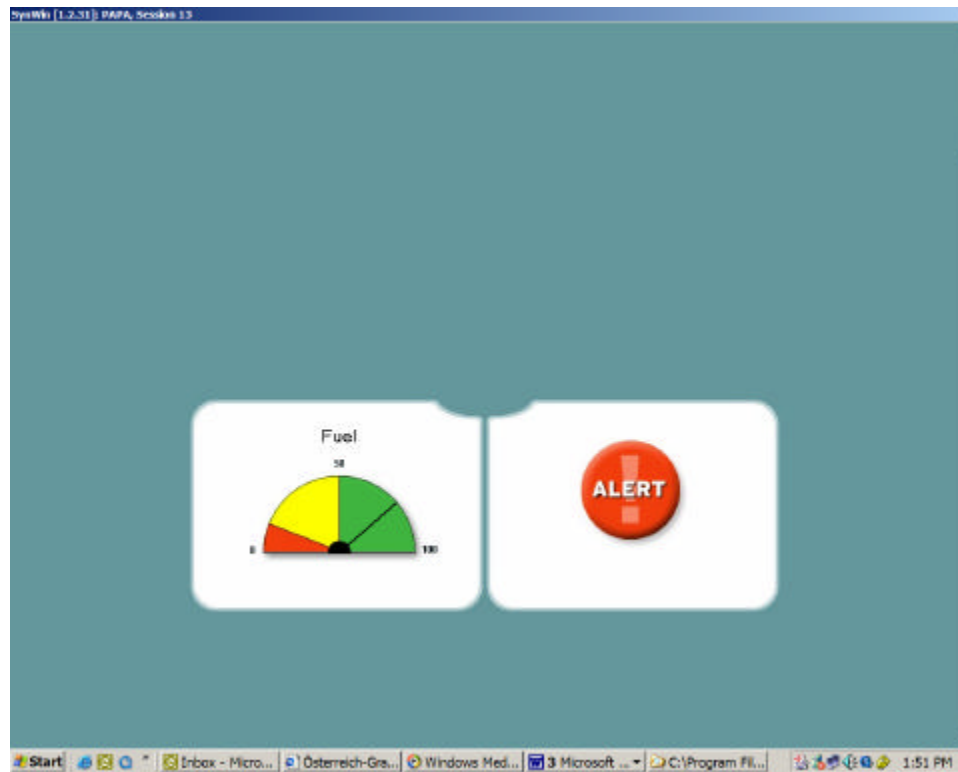 SynWin [1.2.31]: PAPA, Session 13
Fuel
50
0
100
ALERT
Start
Inbox - Micro...
Österreich-Gra...
Windows Med...
3 Microsoft ...
C:\Program Fil...
1:51 PM